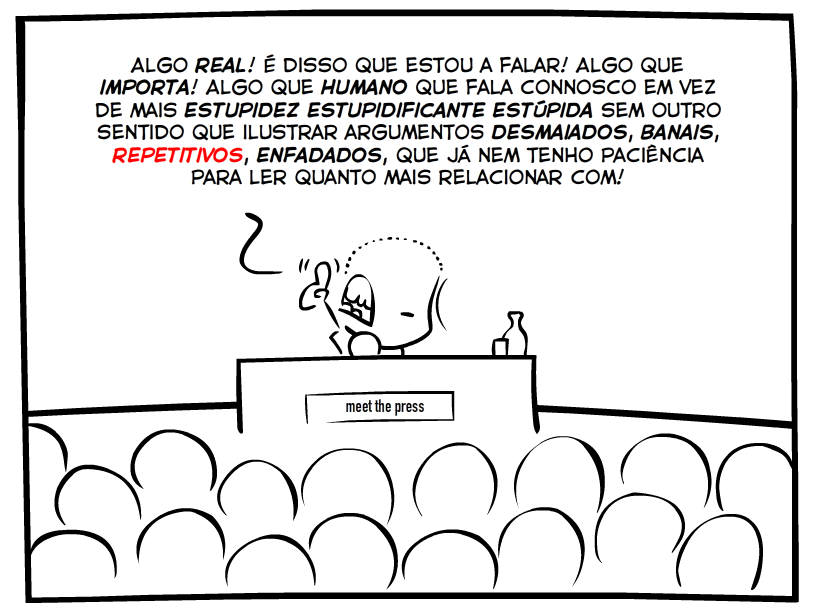 ALGO REAL! É DISSO QUE ESTOU A FALAR! ALGO QUE
IMPORTA! ALGO QUE HUMANO QUE FALA CONNOSCO EM VEZ
DE MAIS ESTUPIDEZ ESTUPIDIFICANTE ESTÚPIDA SEM OUTRO
SENTIDO QUE ILUSTRAR ARGUMENTOS DESMAIADOS, BANAIS,
REPETITIVOS, ENFADADOS, QUE JÁ NEM TENHO PACIÊNCIA
PARA LER QUANTO MAIS RELACIONAR COM!
meet the press